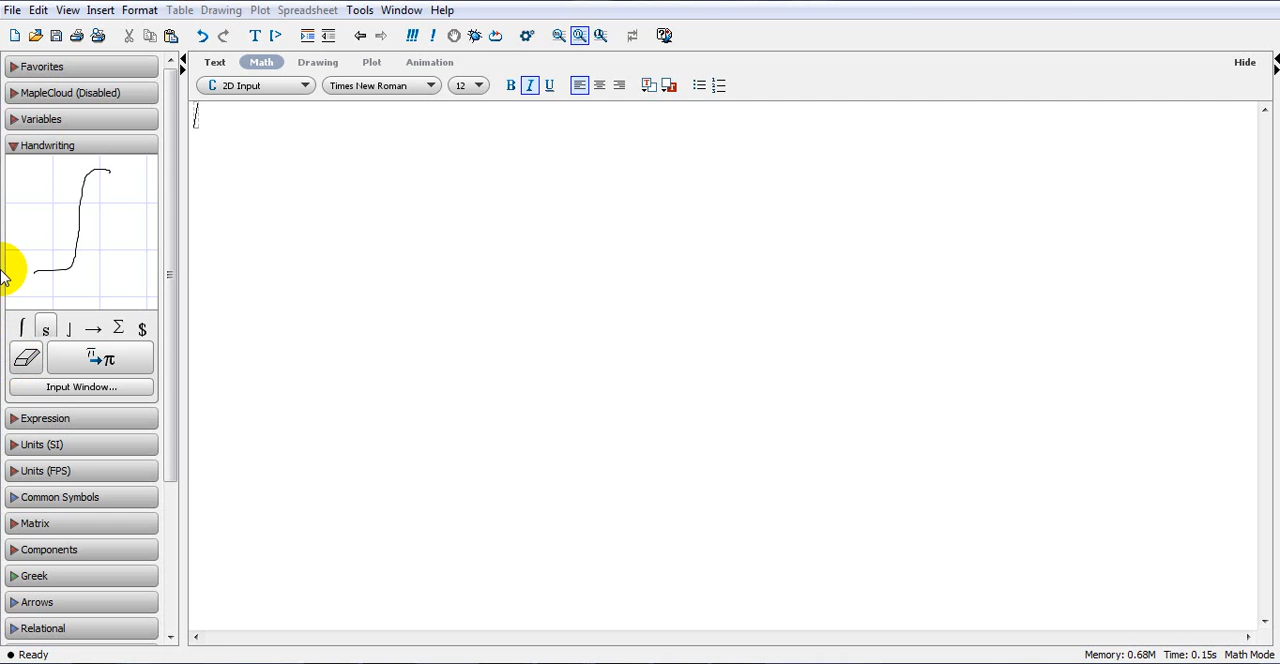 File Edit View Insert Format Table Drawing Plot Spreadsheet Tools Window Help
Text Math Drawing Plot Animation Hide
C 2D Input Times New Roman 12 B I U
Favorites
MapleCloud (Disabled)
Variables
Handwriting
∫ s ⌋ → Σ $
π
Input Window...
Expression
Units (SI)
Units (FPS)
Common Symbols
Matrix
Components
Greek
Arrows
Relational
Ready Memory: 0.68M Time: 0.15s Math Mode